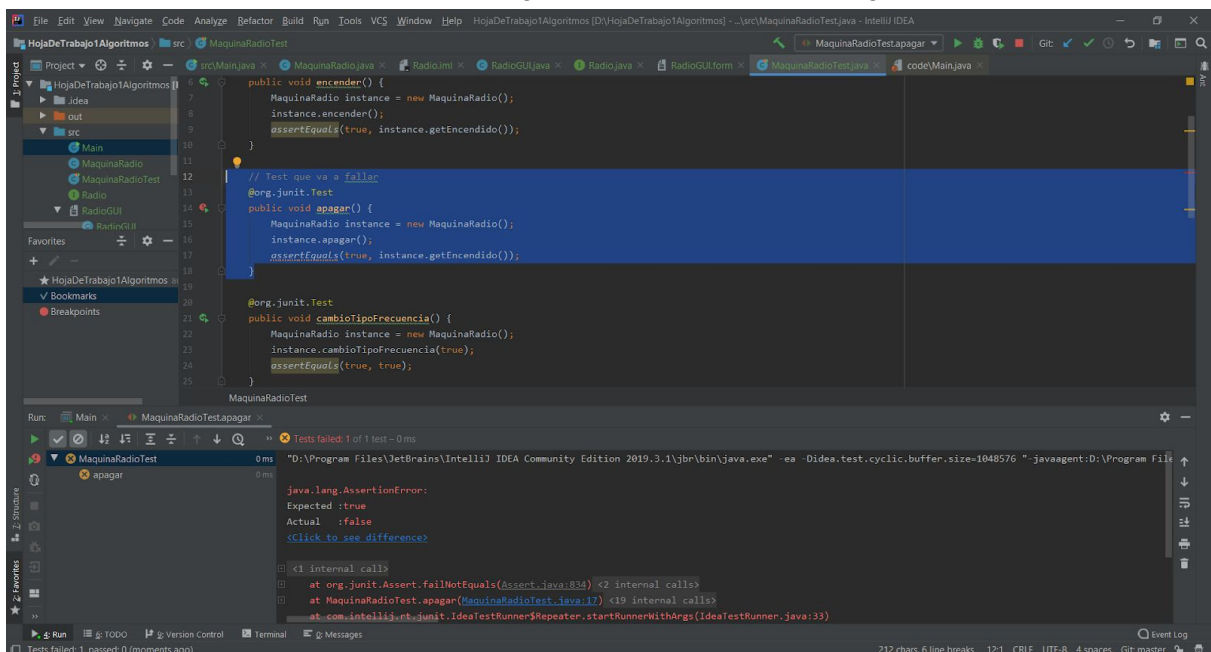 File Edit View Navigate Code Analyze Refactor Build Run Tools VCS Window Help HojaDeTrabajo1Algoritmos [D:\HojaDeTrabajo1Algoritmos] - ...\src\MaquinaRadioTest.java - IntelliJ IDEA
HojaDeTrabajo1Algoritmos src MaquinaRadioTest MaquinaRadioTest.apagar Git:
1: Project
Project src\Main.java MaquinaRadio.java Radio.iml RadioGUI.java Radio.java RadioGUI.form MaquinaRadioTest.java code\Main.java
Ant
HojaDeTrabajo1Algoritmos
.idea
out
src
Main
MaquinaRadio
MaquinaRadioTest
Radio
RadioGUI
RadioGUI
Favorites
HojaDeTrabajo1Algoritmos
Bookmarks
Breakpoints
6 public void encender() {
7 MaquinaRadio instance = new MaquinaRadio();
8 instance.encender();
9 assertEquals(true, instance.getEncendido());
10 }
11
12 // Test que va a fallar
13 @org.junit.Test
14 public void apagar() {
15 MaquinaRadio instance = new MaquinaRadio();
16 instance.apagar();
17 assertEquals(true, instance.getEncendido());
18 }
19
20 @org.junit.Test
21 public void cambioTipoFrecuencia() {
22 MaquinaRadio instance = new MaquinaRadio();
23 instance.cambioTipoFrecuencia(true);
24 assertEquals(true, true);
25 }
MaquinaRadioTest
Run: Main MaquinaRadioTest.apagar
» Tests failed: 1 of 1 test – 0 ms
MaquinaRadioTest 0 ms
apagar 0 ms
"D:\Program Files\JetBrains\IntelliJ IDEA Community Edition 2019.3.1\jbr\bin\java.exe" -ea -Didea.test.cyclic.buffer.size=1048576 "-javaagent:D:\Program File
java.lang.AssertionError:
Expected :true
Actual :false
<Click to see difference>
<1 internal call>
at org.junit.Assert.failNotEquals(Assert.java:834) <2 internal calls>
at MaquinaRadioTest.apagar(MaquinaRadioTest.java:17) <19 internal calls>
at com.intellij.rt.junit.IdeaTestRunner$Repeater.startRunnerWithArgs(IdeaTestRunner.java:33)
Z: Structure
2: Favorites
4: Run 6: TODO 9: Version Control Terminal 0: Messages Event Log
Tests failed: 1, passed: 0 (moments ago) 212 chars, 6 line breaks 12:1 CRLF UTF-8 4 spaces Git: master